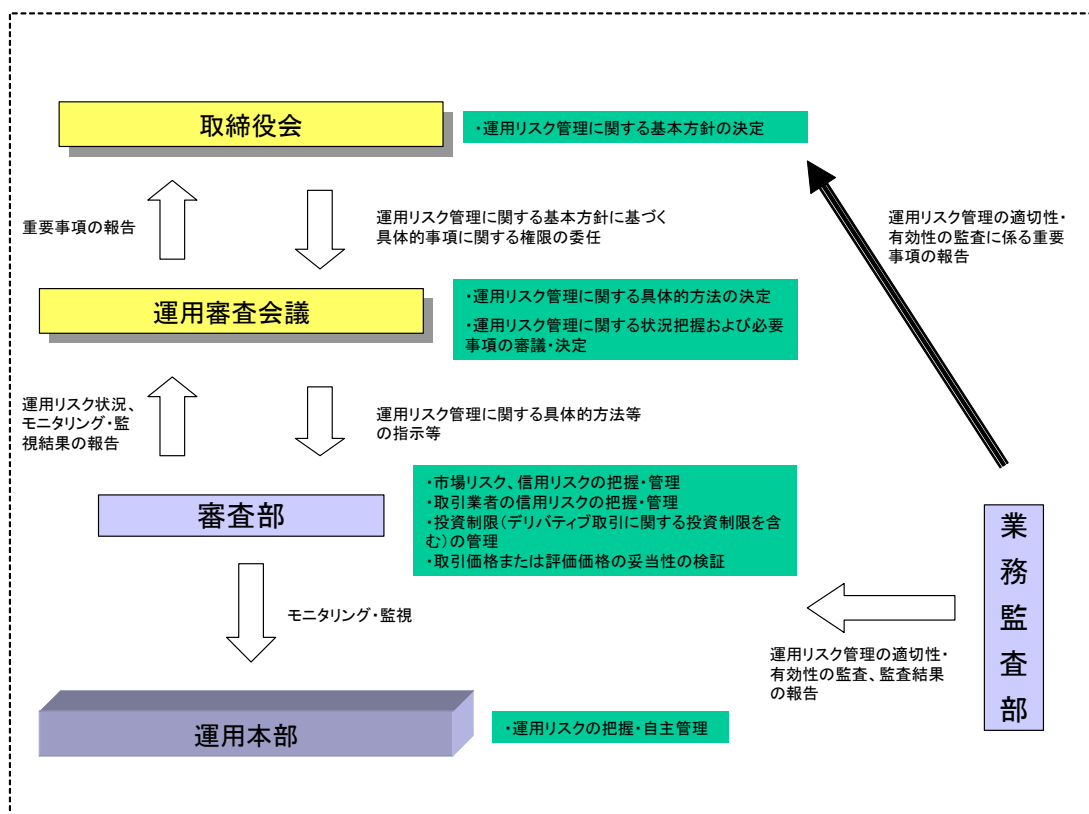 取締役会
・運用リスク管理に関する基本方針の決定
重要事項の報告
運用リスク管理に関する基本方針に基づく
具体的事項に関する権限の委任
運用リスク管理の適切性・
有効性の監査に係る重要
事項の報告
運用審査会議
・運用リスク管理に関する具体的方法の決定
・運用リスク管理に関する状況把握および必要
事項の審議・決定
運用リスク状況、
モニタリング・監
視結果の報告
運用リスク管理に関する具体的方法等
の指示等
審査部
・市場リスク、信用リスクの把握・管理
・取引業者の信用リスクの把握・管理
・投資制限(デリバティブ取引に関する投資制限を含
む)の管理
・取引価格または評価価格の妥当性の検証
業務監査部
モニタリング・監視
運用リスク管理の適切性・
有効性の監査、監査結果
の報告
運用本部
・運用リスクの把握・自主管理